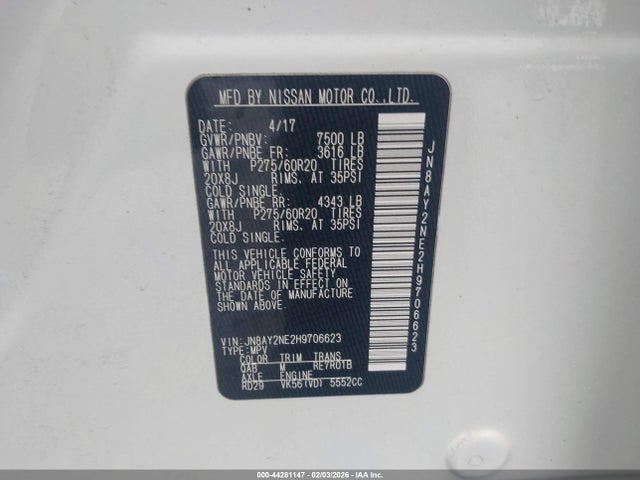 MFD BY NISSAN MOTOR CO.,LTD.
DATE: 4/17
GVWR/PNBV: 7500 LB
GAWR/PNBE FR: 3616 LB
WITH P275/60R20 TIRES
20X8J RIMS, AT 35PSI
COLD SINGLE.
GAWR/PNBE RR: 4343 LB
WITH P275/60R20 TIRES
20X8J RIMS, AT 35PSI
COLD SINGLE.
THIS VEHICLE CONFORMS TO
ALL APPLICABLE FEDERAL
MOTOR VEHICLE SAFETY
STANDARDS IN EFFECT ON
THE DATE OF MANUFACTURE
SHOWN ABOVE.
VIN:JN8AY2NE2H9706623
TYPE:MPV
COLOR TRIM TRANS
QAB M RE7R01B
AXLE ENGINE
RD29 VK56(VD) 5552CC
JN8AY2NE2H9706623
000-44281147 - 02/03/2026 - IAA Inc.